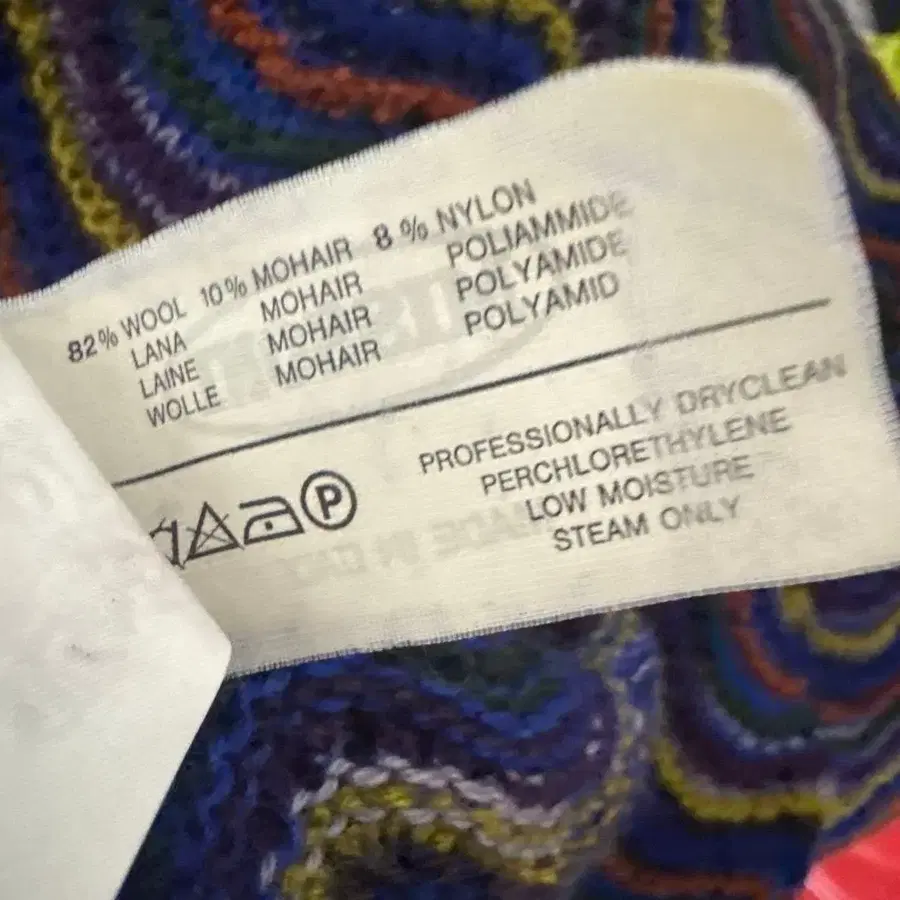 82% WOOL 10% MOHAIR 8% NYLON
LANA MOHAIR POLIAMMIDE
LAINE MOHAIR POLYAMIDE
WOLLE MOHAIR POLYAMID
P
PROFESSIONALLY DRYCLEAN
PERCHLORETHYLENE
LOW MOISTURE
STEAM ONLY